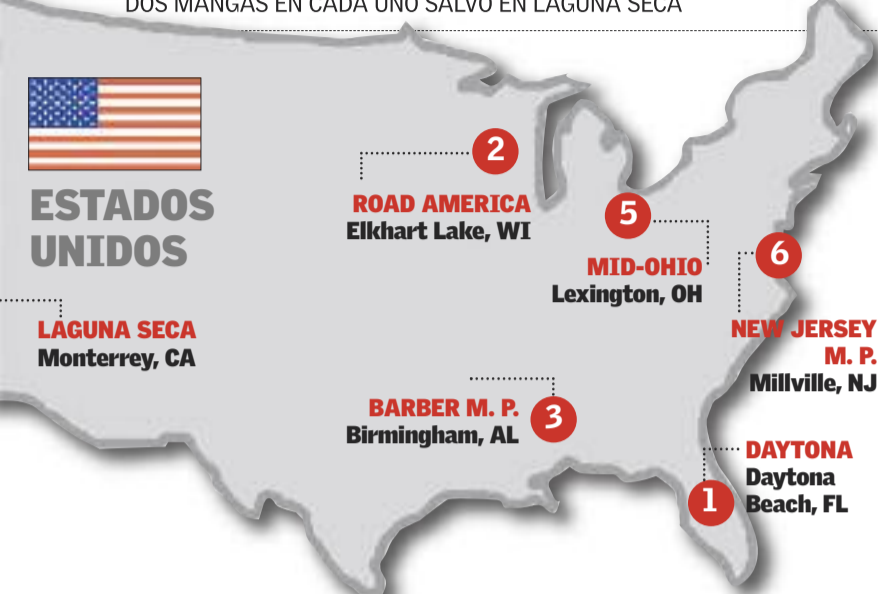 DOS MANGAS EN CADA UNO SALVO EN LAGUNA SECA
ESTADOS
UNIDOS
2
ROAD AMERICA
Elkhart Lake, WI
5
MID-OHIO
Lexington, OH
6
NEW JERSEY
M. P.
Millville, NJ
LAGUNA SECA
Monterrey, CA
BARBER M. P.
Birmingham, AL
3
DAYTONA
Daytona
Beach, FL
1